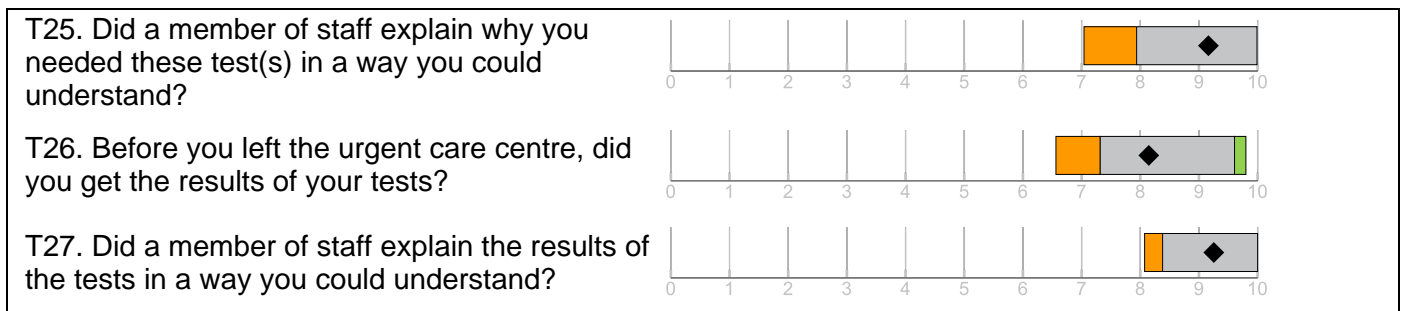 T25. Did a member of staff explain why you
needed these test(s) in a way you could
understand?
0 1 2 3 4 5 6 7 8 9 10
T26. Before you left the urgent care centre, did
you get the results of your tests?
0 1 2 3 4 5 6 7 8 9 10
T27. Did a member of staff explain the results of
the tests in a way you could understand?
0 1 2 3 4 5 6 7 8 9 10